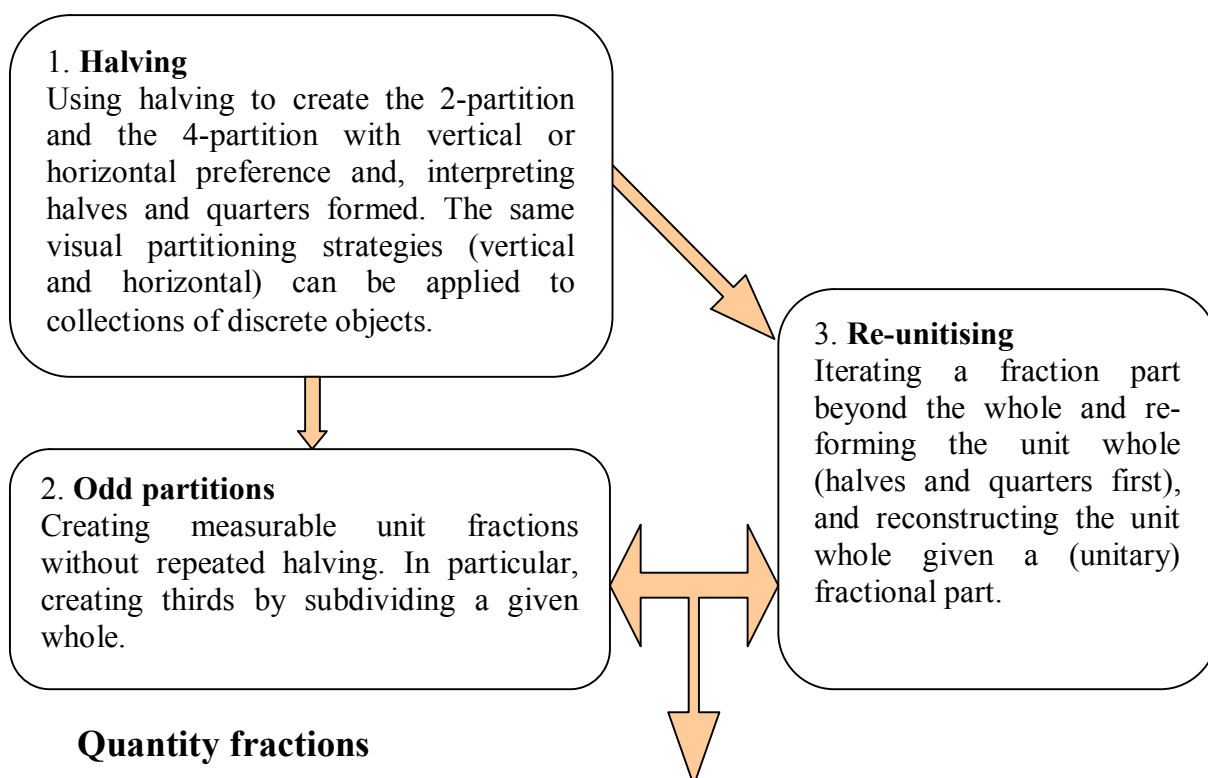 1. Halving
Using halving to create the 2-partition
and the 4-partition with vertical or
horizontal preference and, interpreting
halves and quarters formed. The same
visual partitioning strategies (vertical
and horizontal) can be applied to
collections of discrete objects.
2. Odd partitions
Creating measurable unit fractions
without repeated halving. In particular,
creating thirds by subdividing a given
whole.
3. Re-unitising
Iterating a fraction part
beyond the whole and re-
forming the unit whole
(halves and quarters first),
and reconstructing the unit
whole given a (unitary)
fractional part.
Quantity fractions